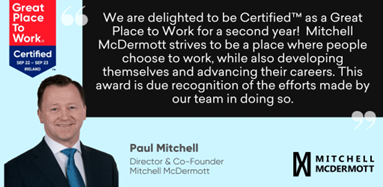 Great
Place
To
Work®
Certified
SEP 22 – SEP 23
IRELAND
“
We are delighted to be Certified™ as a Great
Place to Work for a second year!  Mitchell
McDermott strives to be a place where people
choose to work, while also developing
themselves and advancing their careers. This
award is due recognition of the efforts made by
our team in doing so.
”
Paul Mitchell
Director & Co-Founder
Mitchell McDermott
MITCHELL
MCDERMOTT